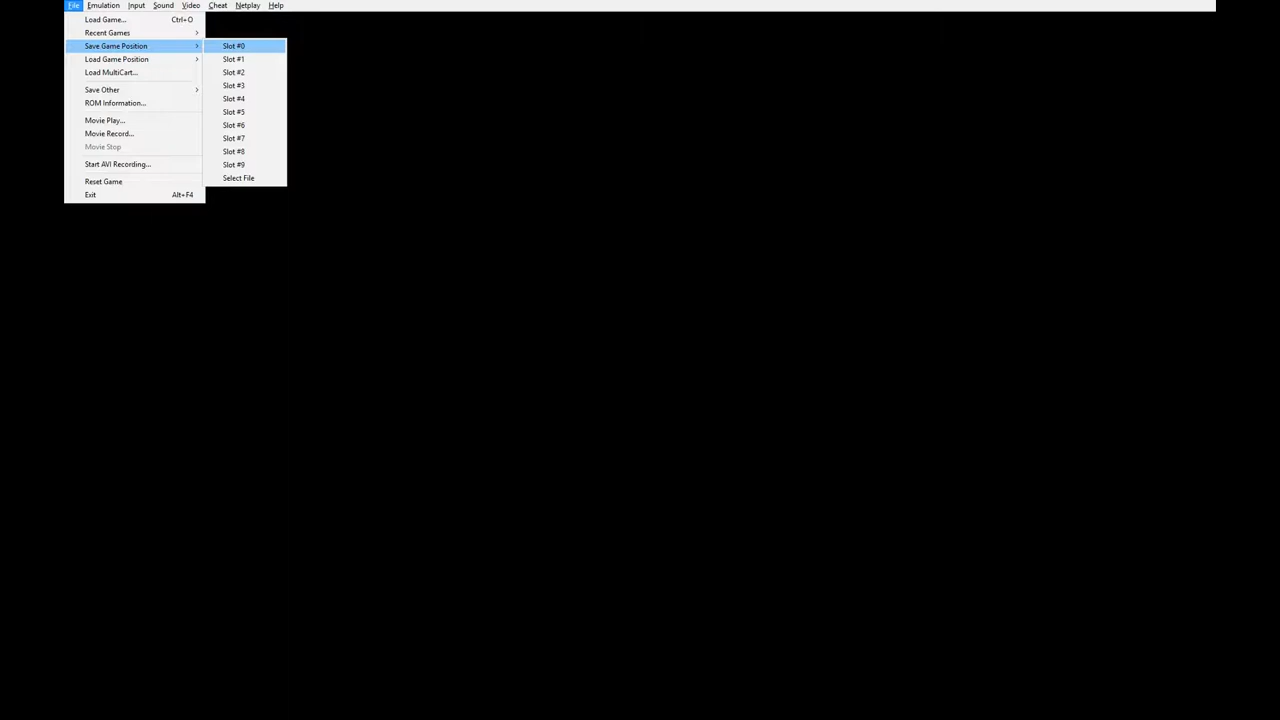 File Emulation Input Sound Video Cheat Netplay Help
Load Game... Ctrl+O
Recent Games
Save Game Position
Load Game Position
Load MultiCart...
Save Other
ROM Information...
Movie Play...
Movie Record...
Movie Stop
Start AVI Recording...
Reset Game
Exit Alt+F4
Slot #0
Slot #1
Slot #2
Slot #3
Slot #4
Slot #5
Slot #6
Slot #7
Slot #8
Slot #9
Select File